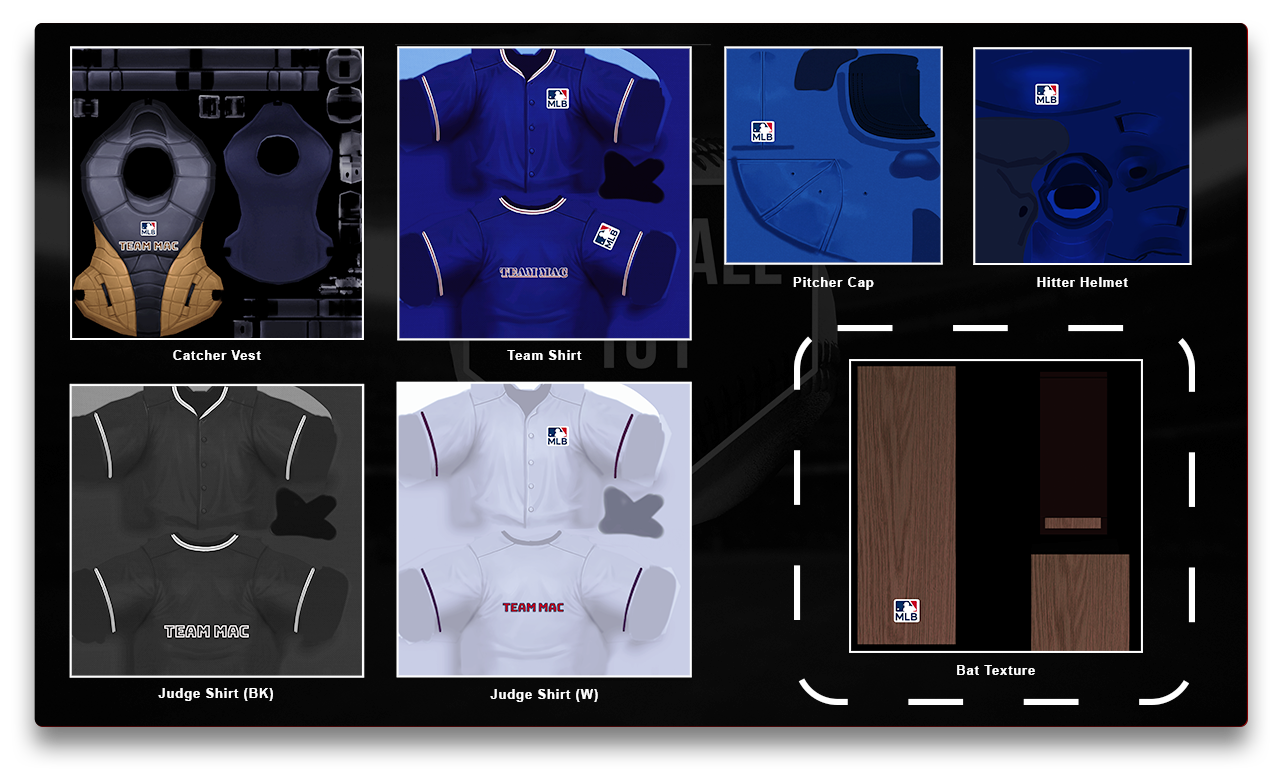 MLB
TEAM MAC
Catcher Vest
MLB
MLB
TEAM MAC
Team Shirt
MLB
Pitcher Cap
MLB
Hitter Helmet
TEAM MAC
Judge Shirt (BK)
MLB
TEAM MAC
Judge Shirt (W)
MLB
Bat Texture